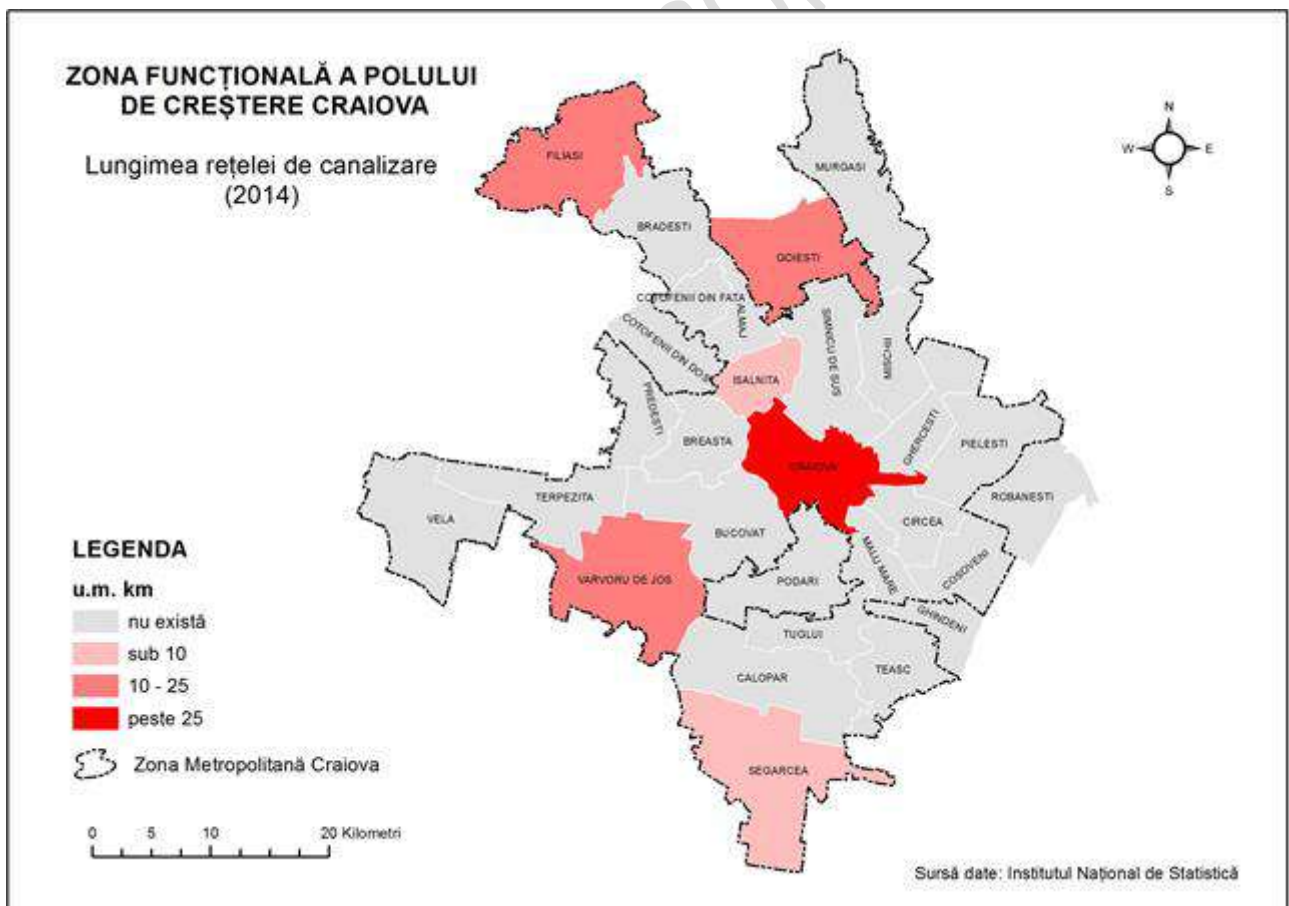 ZONA FUNCȚIONALĂ A POLULUI
DE CREȘTERE CRAIOVA
Lungimea rețelei de canalizare
(2014)
N
W
E
S
FILIASI
MUROASI
BRADESTI
GOIESTI
COTOFENII DIN FATA
ALMAJ
COTOFENII DIN DOS
SIMNICU DE SUS
MISCHII
ISALNITA
PREDESTI
BREASTA
GHERCESTI
PIELESTI
CRAIOVA
ROBANESTI
TERPEZITA
VELA
BUCOVAT
CIRCEA
MALU MARE
COSOVENI
VARVORU DE JOS
PODARI
GHINDENI
TUGLUI
TEASC
CALOPAR
SEGARCEA
LEGENDA
u.m. km
nu există
sub 10
10 - 25
peste 25
Zona Metropolitană Craiova
0 5 10 20 Kilometri
Sursă date: Institutul Național de Statistică